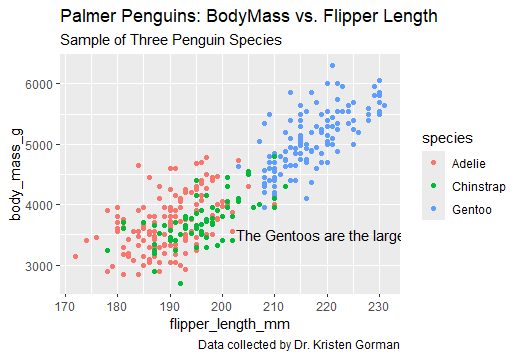 Palmer Penguins: BodyMass vs. Flipper Length
Sample of Three Penguin Species
body_mass_g
6000
5000
4000
3000
The Gentoos are the large
170
180
190
200
210
220
230
flipper_length_mm
species
Adelie
Chinstrap
Gentoo
Data collected by Dr. Kristen Gorman